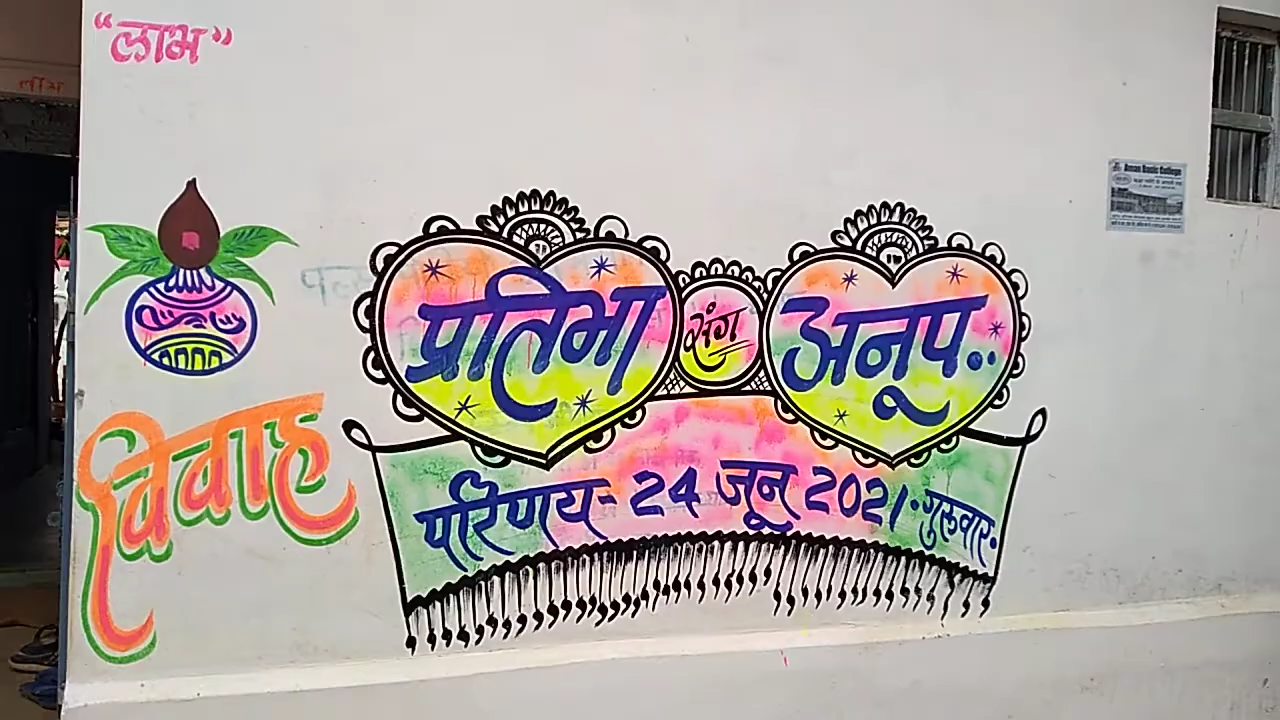 "लाभ"
लाभ
विवाह
प्रतिभा संग अनूप..
परिणय- 24 जून 2021.गुरूवार.